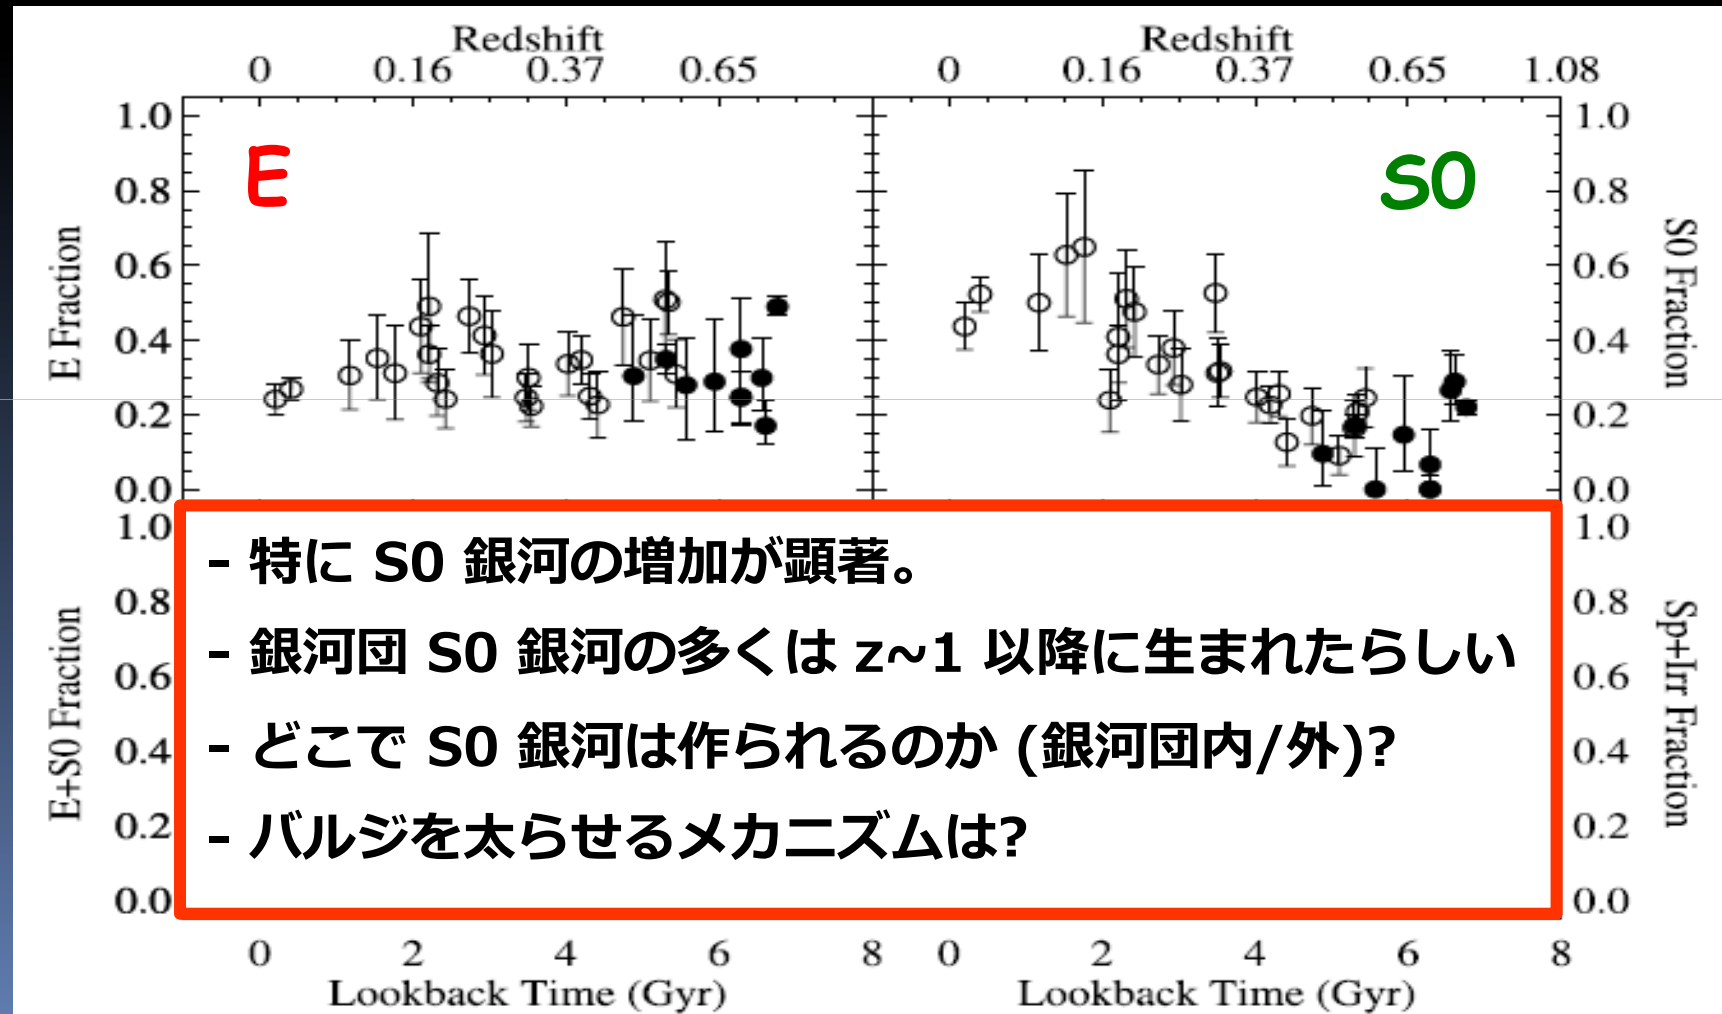 Redshift Redshift
0 0.16 0.37 0.65 0 0.16 0.37 0.65 1.08
1.0 1.0
E S0
0.8 0.8
0.6 0.6
E Fraction S0 Fraction
0.4 0.4
0.2 0.2
0.0 0.0
1.0 1.0
- 特に S0 銀河の増加が顕著。
0.8 0.8
- 銀河団 S0 銀河の多くは z~1 以降に生まれたらしい
0.6 0.6
E+S0 Fraction Sp+Irr Fraction
- どこで S0 銀河は作られるのか (銀河団内/外)?
0.4 0.4
0.2 0.2
- バルジを太らせるメカニズムは?
0.0 0.0
0 2 4 6 8 0 2 4 6 8
Lookback Time (Gyr) Lookback Time (Gyr)